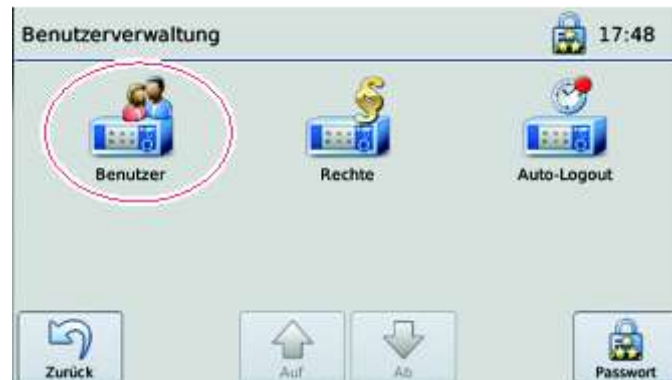 Benutzerverwaltung 17:48
Benutzer Rechte Auto-Logout
Zurück Auf Ab Passwort